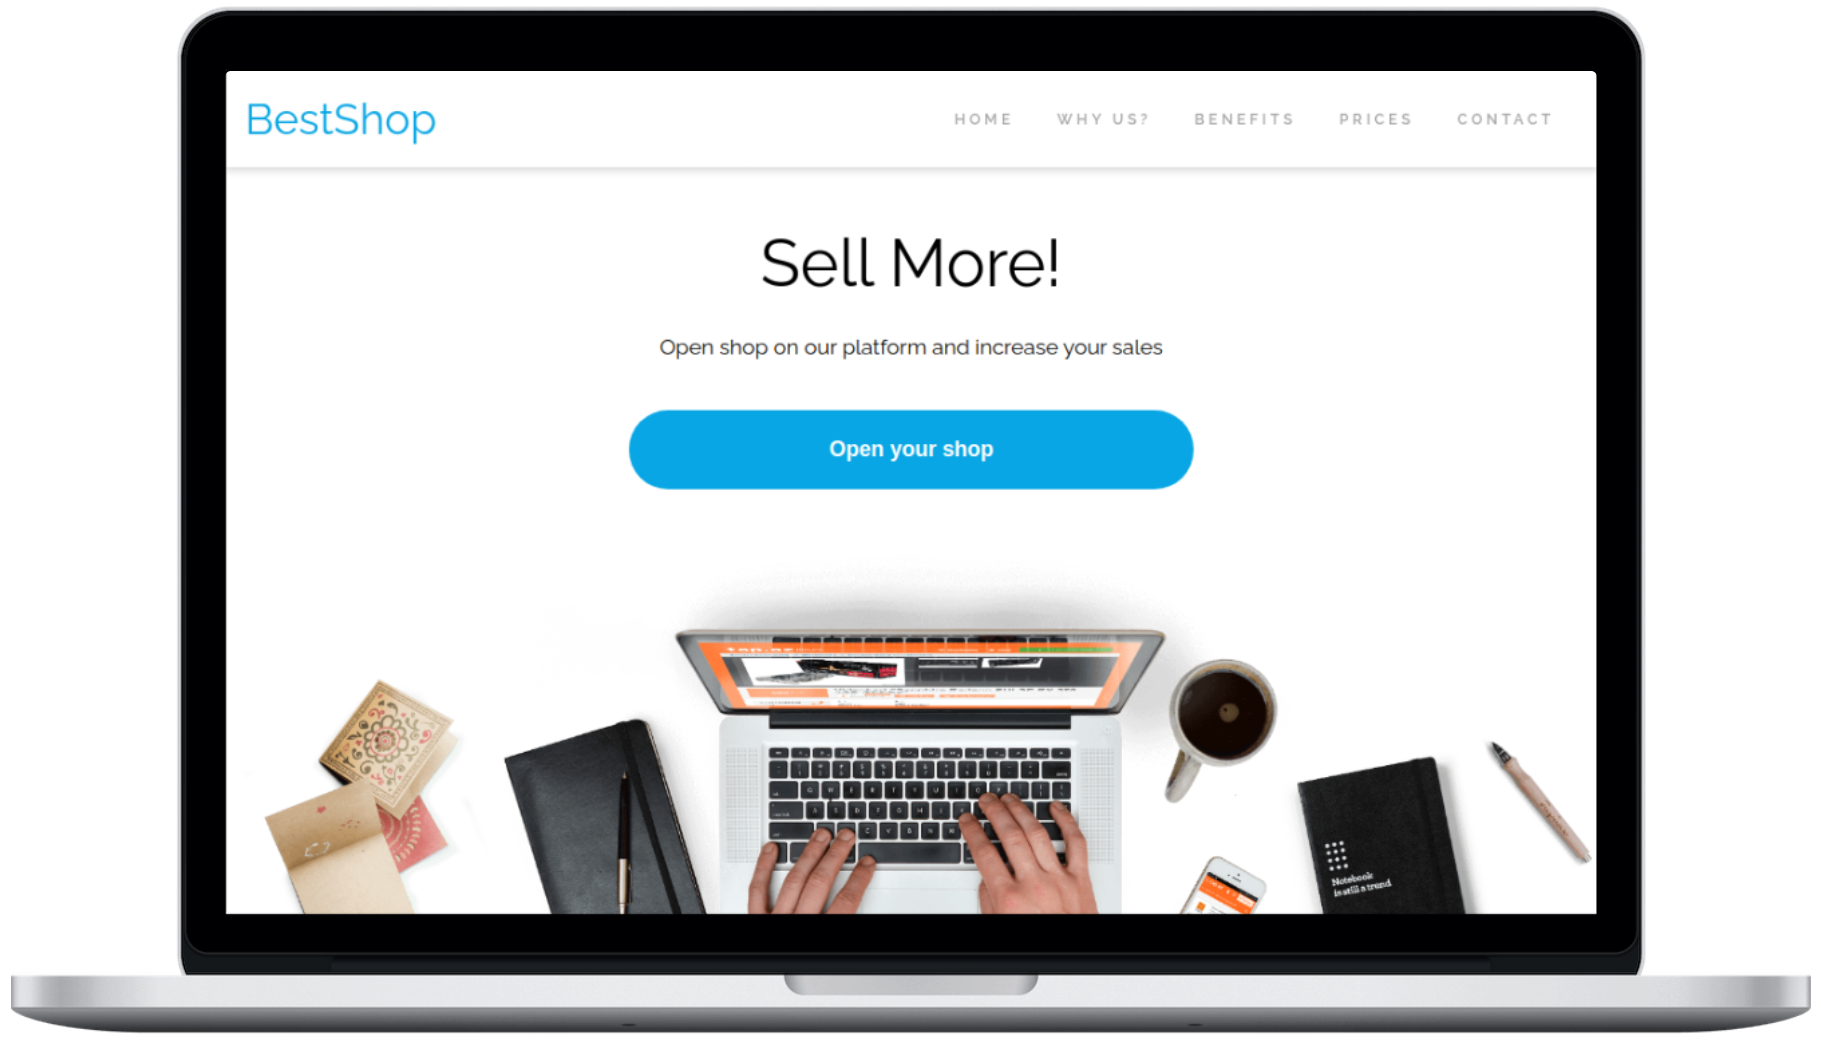 BestShop
HOME WHY US? BENEFITS PRICES CONTACT
Sell More!
Open shop on our platform and increase your sales
Open your shop
Notebook
is still a trend